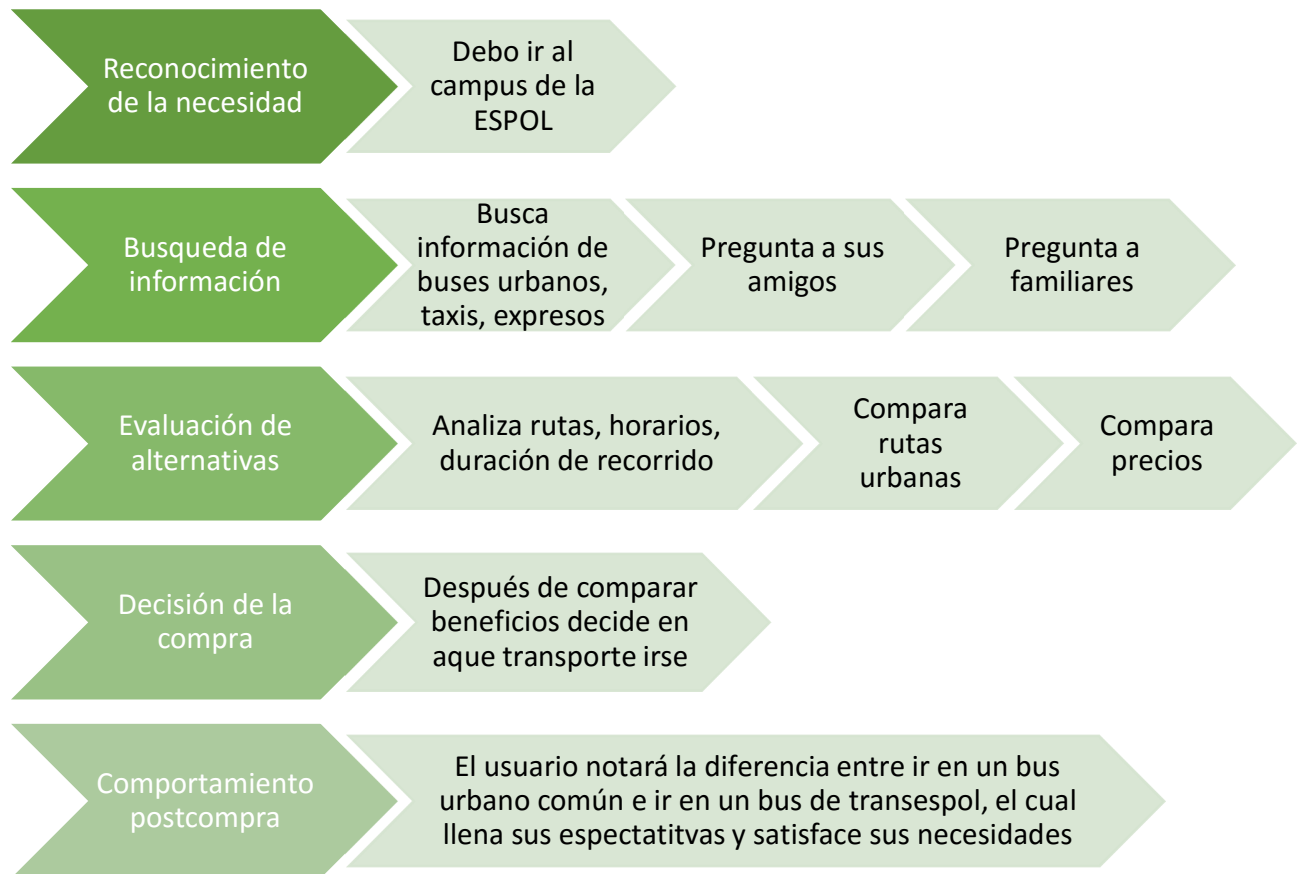 Reconocimiento
de la necesidad
Debo ir al
campus de la
ESPOL
Busqueda de
información
Busca
información de
buses urbanos,
taxis, expresos
Pregunta a sus
amigos
Pregunta a
familiares
Evaluación de
alternativas
Analiza rutas, horarios,
duración de recorrido
Compara
rutas
urbanas
Compara
precios
Decisión de la
compra
Después de comparar
beneficios decide en
aque transporte irse
Comportamiento
postcompra
El usuario notará la diferencia entre ir en un bus
urbano común e ir en un bus de transespol, el cual
llena sus espectatitvas y satisface sus necesidades